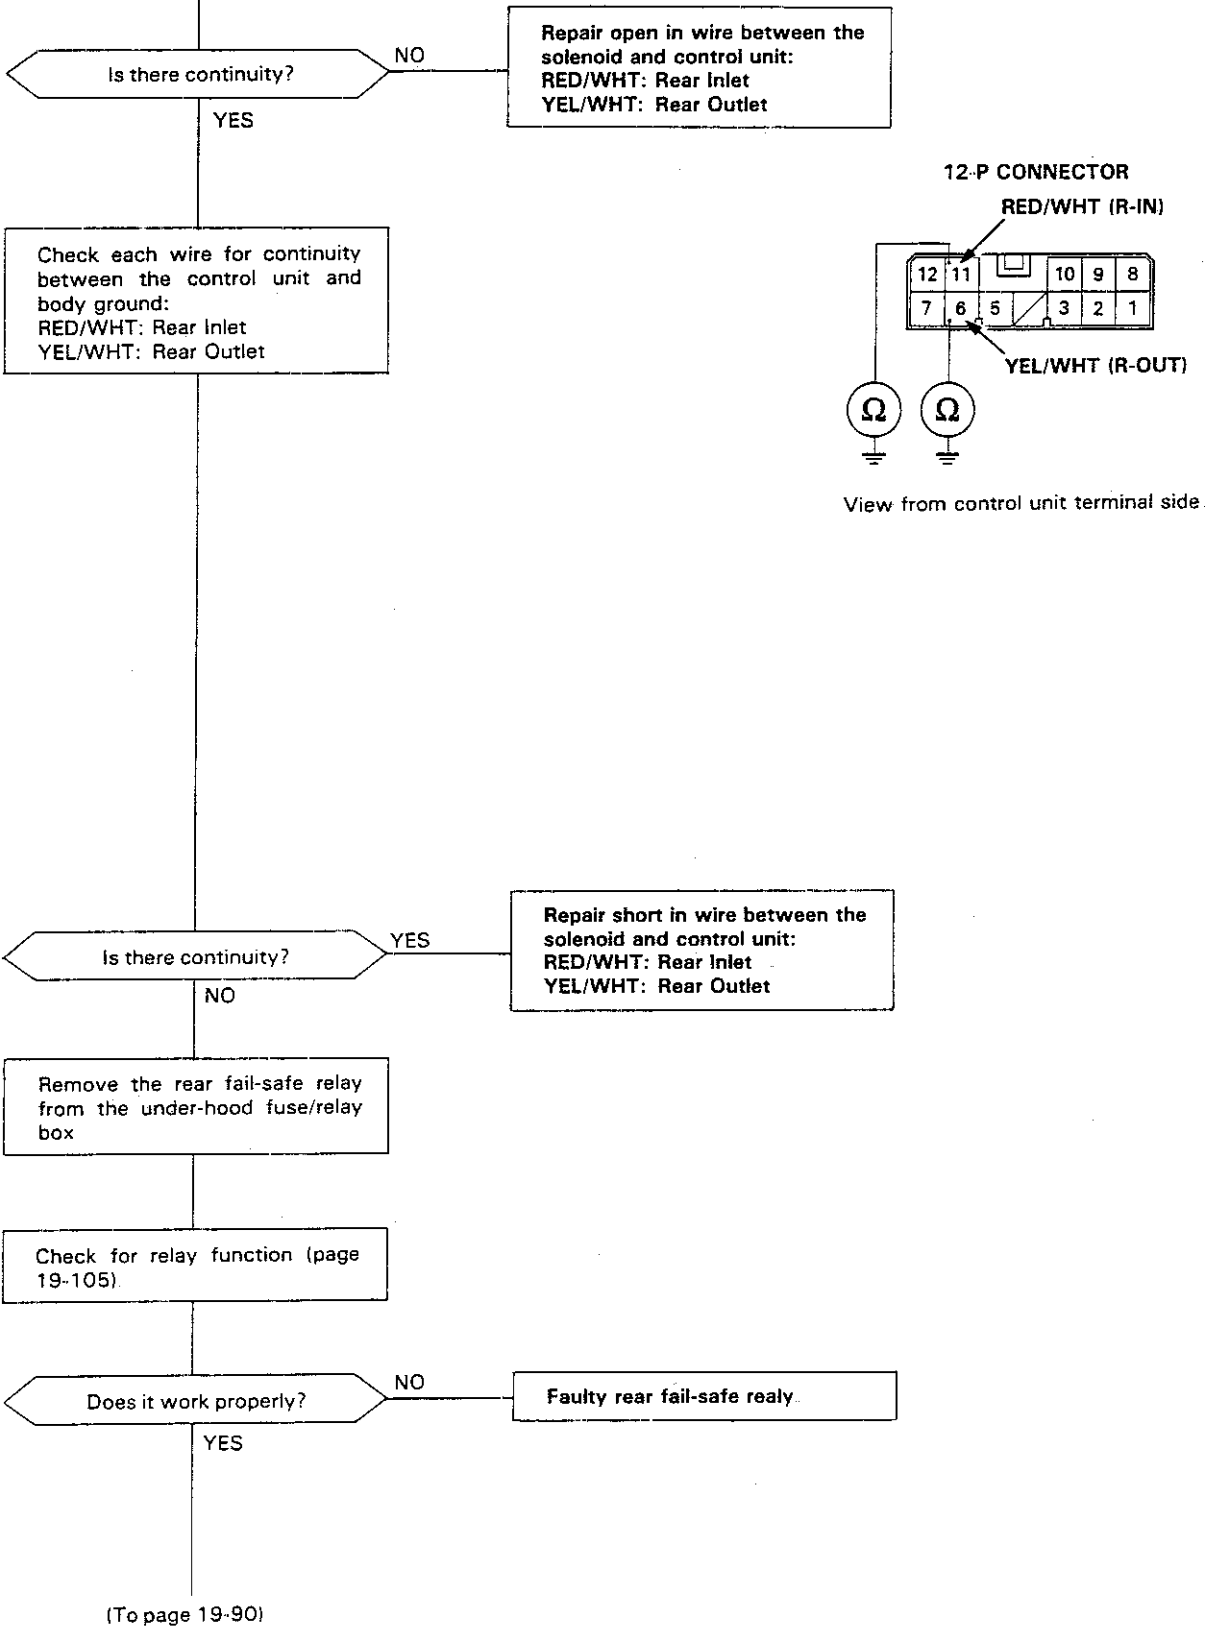 Is there continuity?
NO
Repair open in wire between the
solenoid and control unit:
RED/WHT: Rear Inlet
YEL/WHT: Rear Outlet
YES
12-P CONNECTOR
RED/WHT (R-IN)
12 11 10 9 8
7 6 5 3 2 1
YEL/WHT (R-OUT)
Ω Ω
View from control unit terminal side
Check each wire for continuity
between the control unit and
body ground:
RED/WHT: Rear Inlet
YEL/WHT: Rear Outlet
Is there continuity?
YES
Repair short in wire between the
solenoid and control unit:
RED/WHT: Rear Inlet
YEL/WHT: Rear Outlet
NO
Remove the rear fail-safe relay
from the under-hood fuse/relay
box
Check for relay function (page
19-105)
Does it work properly?
NO
Faulty rear fail-safe realy
YES
(To page 19-90)